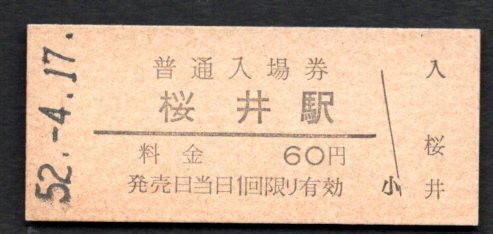 52.-4.17.
普通入場券
桜井駅
料金 60円
発売日当日1回限り有効
小
入 桜井